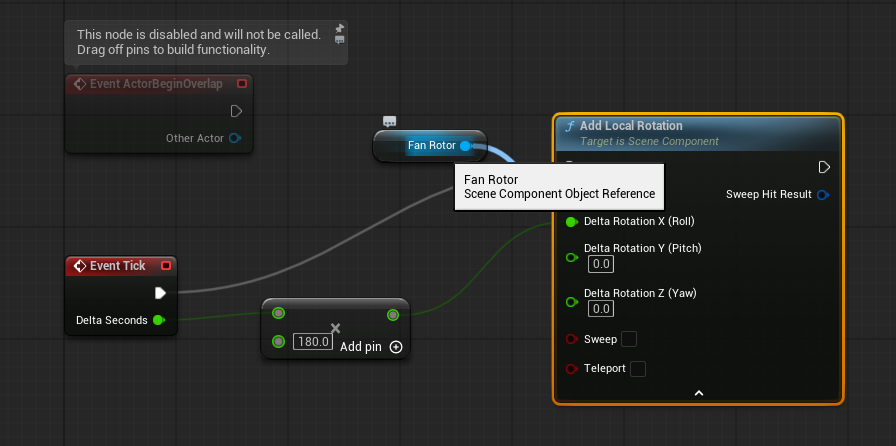 This node is disabled and will not be called.
Drag off pins to build functionality.
Event ActorBeginOverlap
Other Actor
Fan Rotor
Fan Rotor
Scene Component Object Reference
Add Local Rotation
Target is Scene Component
Sweep Hit Result
Delta Rotation X (Roll)
Delta Rotation Y (Pitch)
0.0
Delta Rotation Z (Yaw)
0.0
Sweep
Teleport
Event Tick
Delta Seconds
180.0
Add pin